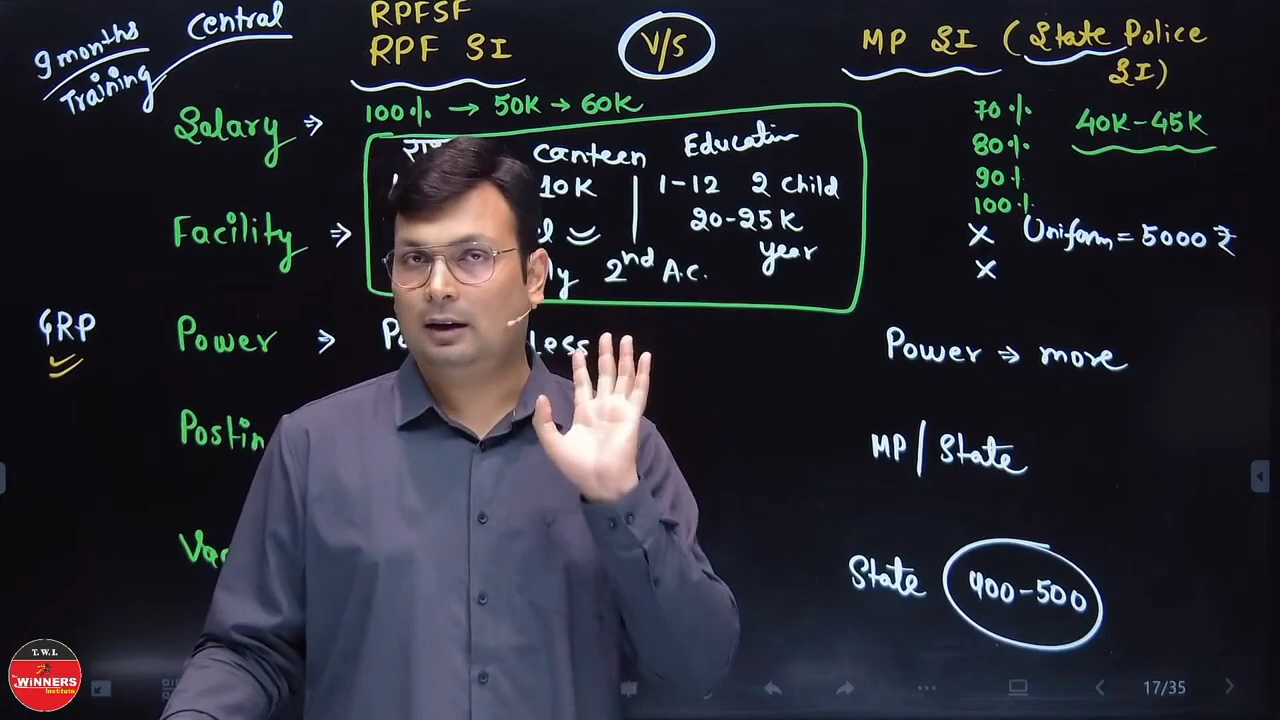 9 months
Training
Central
RPFSF
RPF SI
V/S
MP SI (State Police
SI)
Salary ⇒ 100% → 50K → 60K
70%
80%
90%
100%
40K-45K
Canteen
Education
10K
1-12 2 Child
20-25K
year
2nd A.C.
Facility ⇒
X Uniform = 5000 ₹
X
GRP
Power ⇒
Less
Power → more
MP/State
State 400-500
T.W.I.
WiNNERS
Institute
17/35